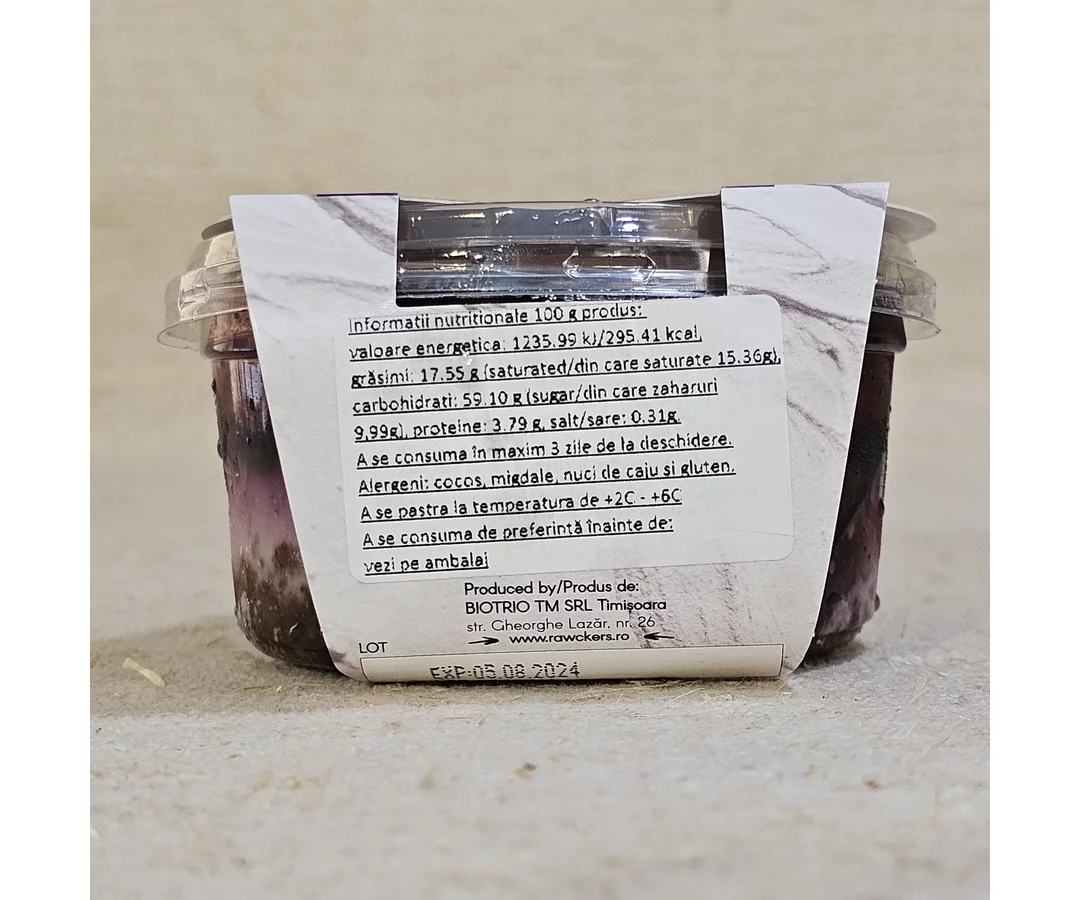 Informatii nutritionale 100 g produs:
valoare energetica: 1235.99 kj/295.41 kcal,
grăsimi: 17.55 g (saturated/din care saturate 15.36g),
carbohidrati: 59.10 g (sugar/din care zaharuri
9,99g), proteine: 3.79 g, salt/sare: 0.31g.
A se consuma în maxim 3 zile de la deschidere.
Alergeni: cocos, migdale, nuci de caju si gluten.
A se pastra la temperatura de +2C - +6C
A se consuma de preferintă înainte de:
vezi pe ambalaj
Produced by/Produs de:
BIOTRIO TM SRL Timișoara
str. Gheorghe Lazăr, nr. 26
www.rawckers.ro
LOT
EXP:05.08.2024